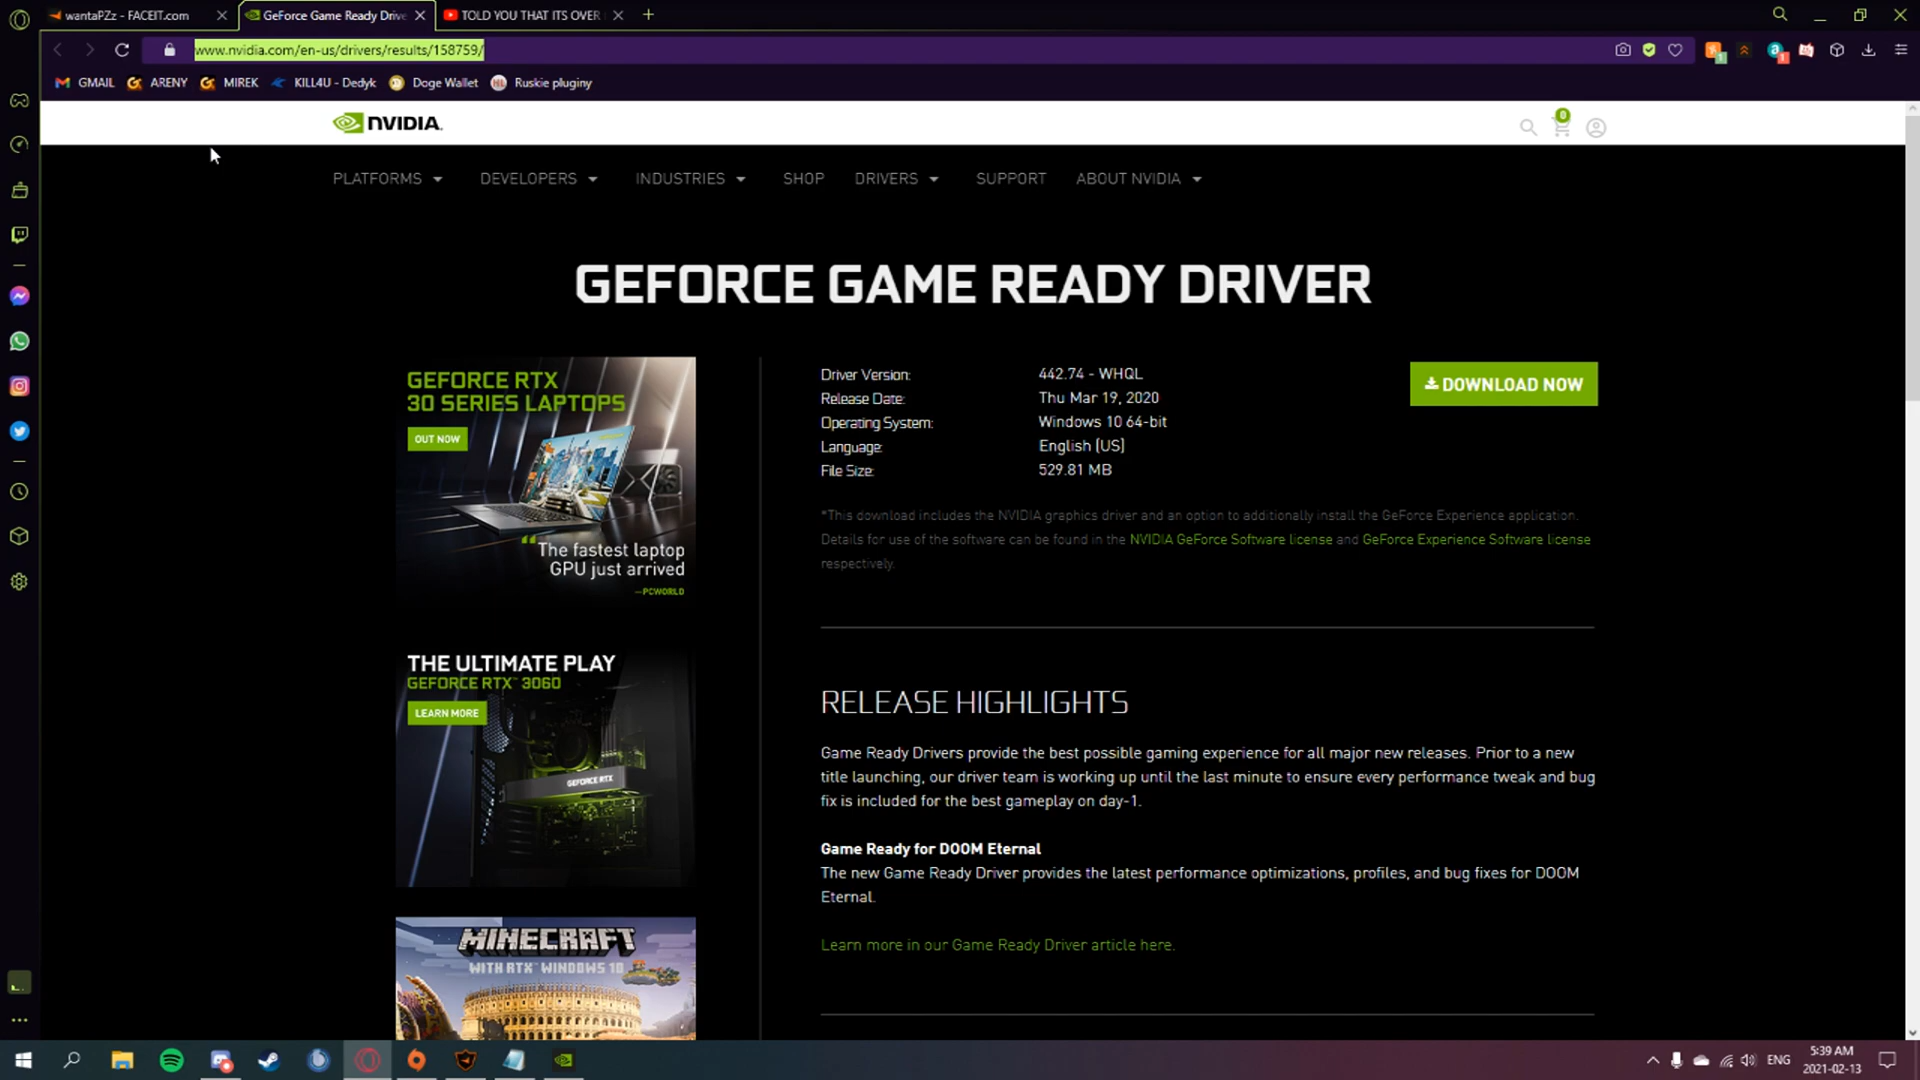 wantaPZz - FACEIT.com
GeForce Game Ready Drive
TOLD YOU THAT ITS OVER
www.nvidia.com/en-us/drivers/results/158759/
GMAIL
ARENY
MIREK
KILL4U - Dedyk
Doge Wallet
Ruskie pluginy
NVIDIA.
0
PLATFORMS
DEVELOPERS
INDUSTRIES
SHOP
DRIVERS
SUPPORT
ABOUT NVIDIA
GEFORCE GAME READY DRIVER
GEFORCE RTX
30 SERIES LAPTOPS
OUT NOW
"The fastest laptop
GPU just arrived
—PCWORLD
Driver Version: 442.74 - WHQL
Release Date: Thu Mar 19, 2020
Operating System: Windows 10 64-bit
Language: English (US)
File Size: 529.81 MB
DOWNLOAD NOW
*This download includes the NVIDIA graphics driver and an option to additionally install the GeForce Experience application.
Details for use of the software can be found in the NVIDIA GeForce Software license and GeForce Experience Software license
respectively.
THE ULTIMATE PLAY
GEFORCE RTX™ 3060
LEARN MORE
GEFORCE RTX
RELEASE HIGHLIGHTS
Game Ready Drivers provide the best possible gaming experience for all major new releases. Prior to a new
title launching, our driver team is working up until the last minute to ensure every performance tweak and bug
fix is included for the best gameplay on day-1.
Game Ready for DOOM Eternal
The new Game Ready Driver provides the latest performance optimizations, profiles, and bug fixes for DOOM
Eternal.
Learn more in our Game Ready Driver article here.
MINECRAFT
WITH RTX™ WINDOWS 10
ENG
5:39 AM
2021-02-13